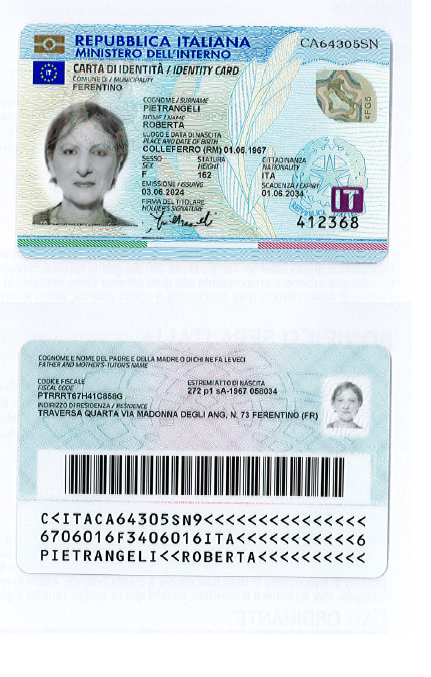 REPUBBLICA ITALIANA
MINISTERO DELL'INTERNO
CA64305SN
CARTA DI IDENTITÀ / IDENTITY CARD
COMUNE DI / MUNICIPALITY
FERENTINO
COGNOME / SURNAME
PIETRANGELI
NOME / NAME
ROBERTA
LUOGO E DATA DI NASCITA
PLACE AND DATE OF BIRTH
COLLEFERRO (RM) 01.06.1967
SESSO STATURA CITTADINANZA
SEX HEIGHT NATIONALITY
F 162 ITA
EMISSIONE / ISSUING SCADENZA / EXPIRY
03.06.2024 01.06.2034
FIRMA DEL TITOLARE
HOLDER'S SIGNATURE
IT
412368
COGNOME E NOME DEL PADRE E DELLA MADRE O DI CHI NE FA LE VECI
FATHER AND MOTHER'S-TUTOR'S NAME
CODICE FISCALE ESTREMI ATTO DI NASCITA
FISCAL CODE
PTRRRT67H41C858G 272 p1 sA-1967 058034
INDIRIZZO DI RESIDENZA / RESIDENCE
TRAVERSA QUARTA VIA MADONNA DEGLI ANG, N. 73 FERENTINO (FR)
C<ITACA64305SN9<<<<<<<<<<<<<<<
6706016F3406016ITA<<<<<<<<<<<6
PIETRANGELI<<ROBERTA<<<<<<<<<<